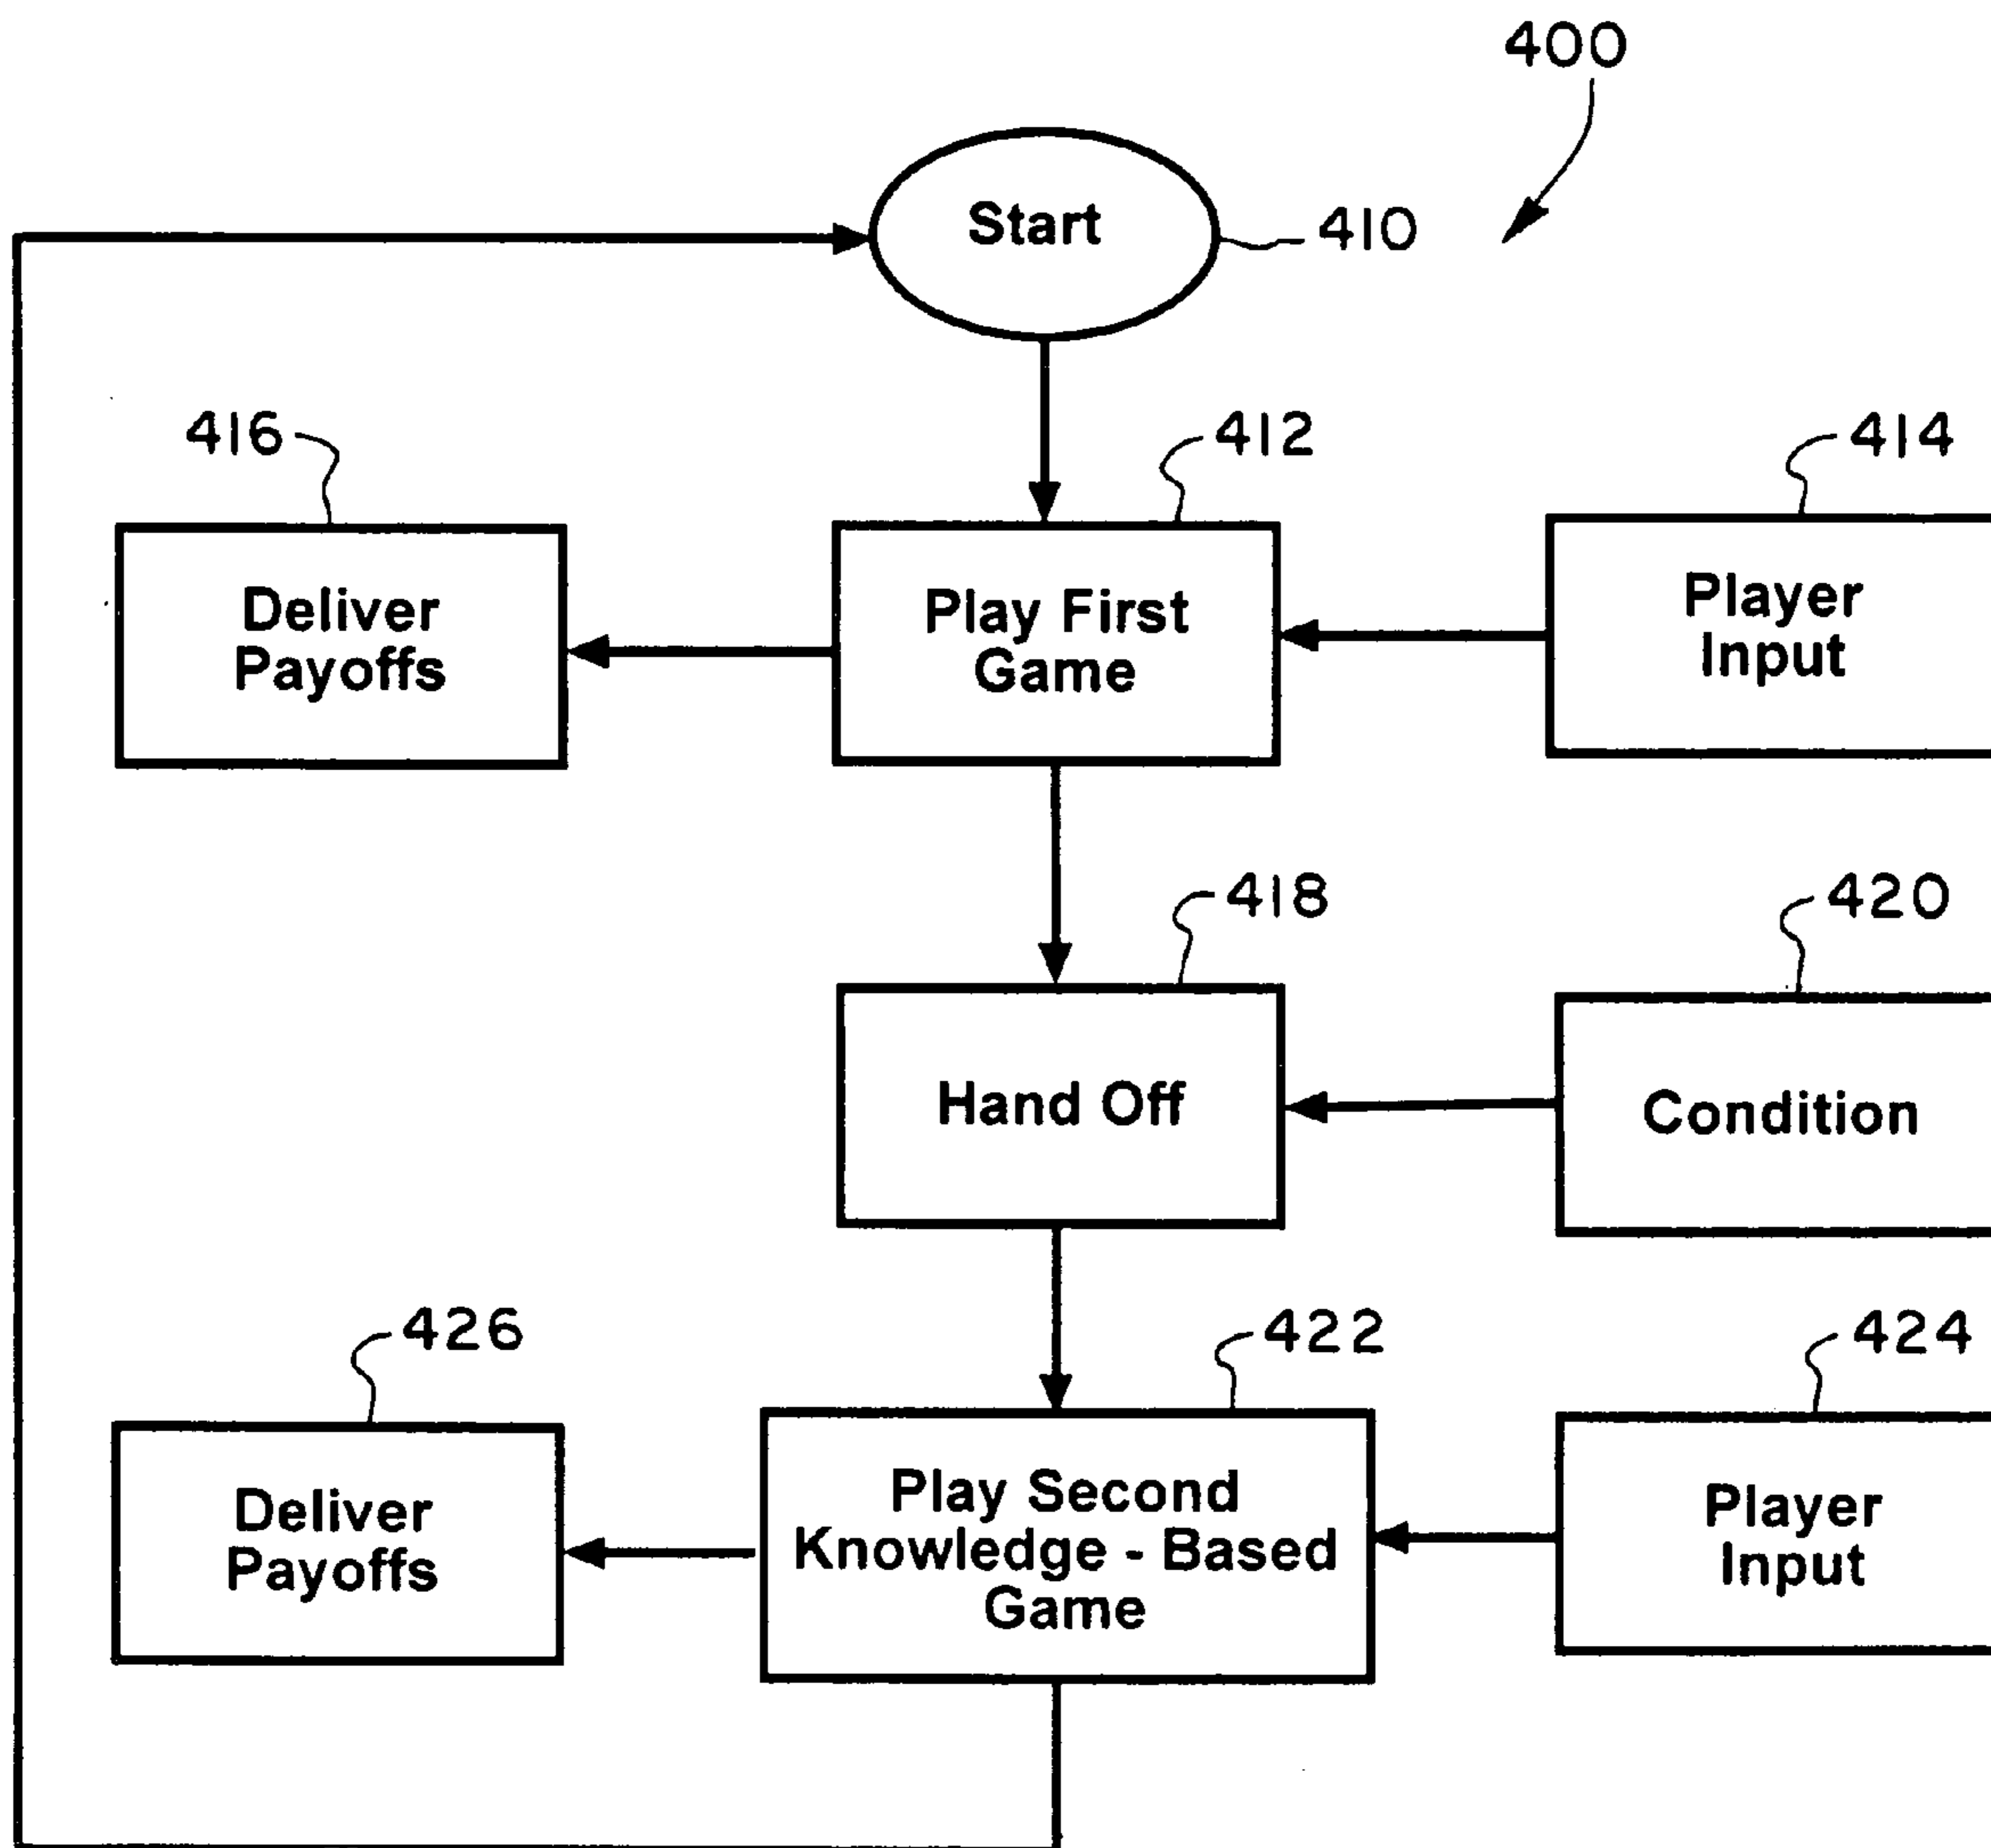 400
Start
410
416
412
414
Deliver
Payoffs
Play First
Game
Player
Input
418
420
Hand Off
Condition
426
422
424
Deliver
Payoffs
Play Second
Knowledge - Based
Game
Player
Input